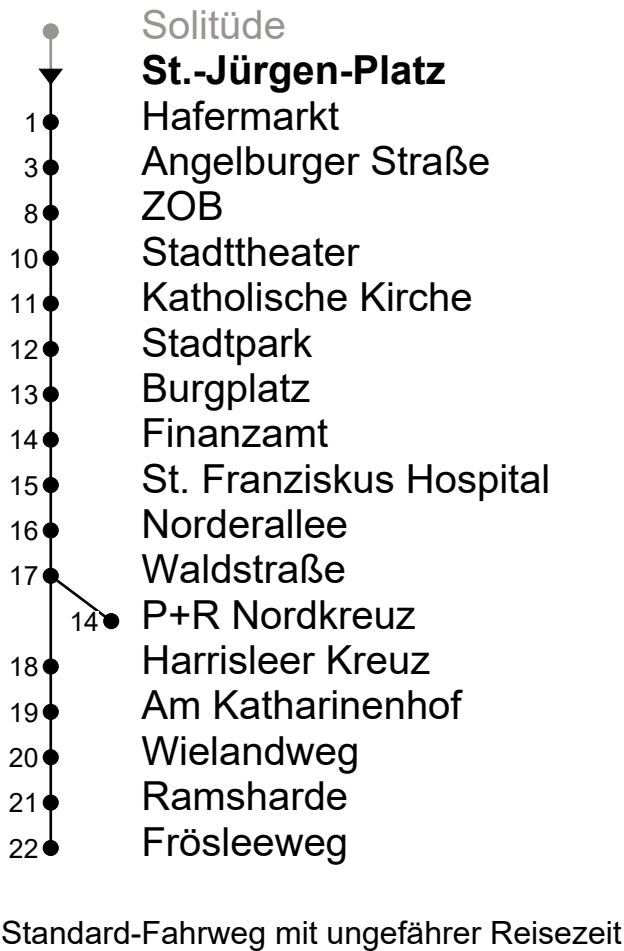 Solitüde
St.-Jürgen-Platz
1 Hafermarkt
3 Angelburger Straße
8 ZOB
10 Stadttheater
11 Katholische Kirche
12 Stadtpark
13 Burgplatz
14 Finanzamt
15 St. Franziskus Hospital
16 Norderallee
17 Waldstraße
14 P+R Nordkreuz
18 Harrisleer Kreuz
19 Am Katharinenhof
20 Wielandweg
21 Ramsharde
22 Frösleeweg
Standard-Fahrweg mit ungefährer Reisezeit